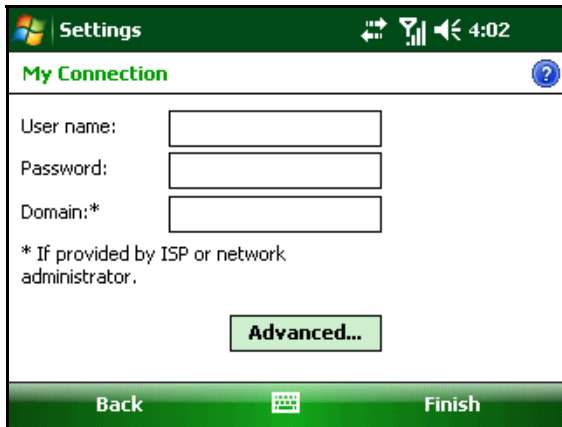 Settings 4:02
My Connection ?
User name:
Password:
Domain:*
* If provided by ISP or network
administrator.
Advanced...
Back Finish